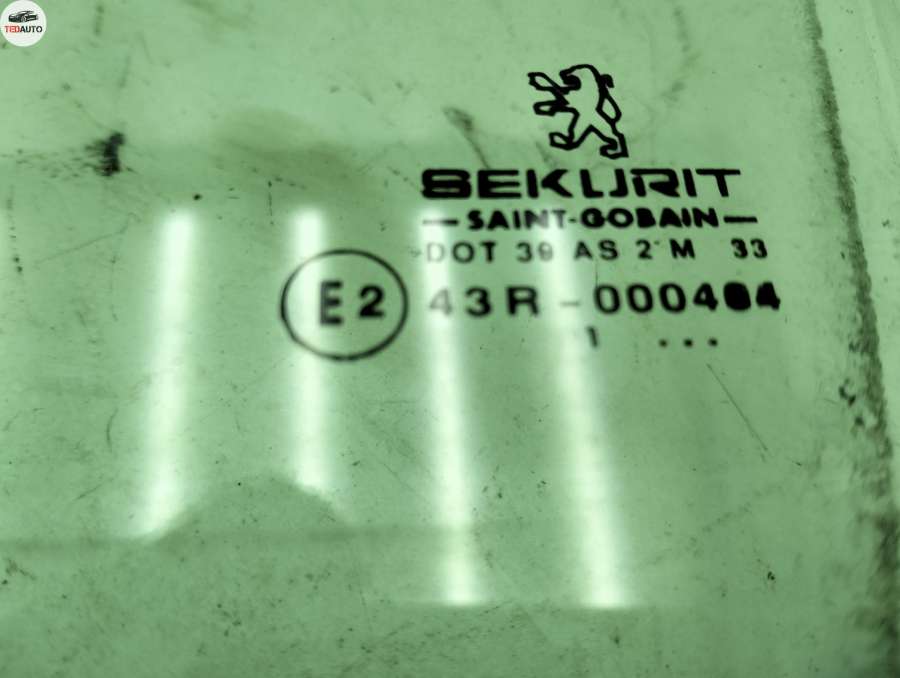 TEDAUTO
SEKURIT
SAINT-GOBAIN
DOT 39 AS 2 M 33
E2 43R-000464
1 ...